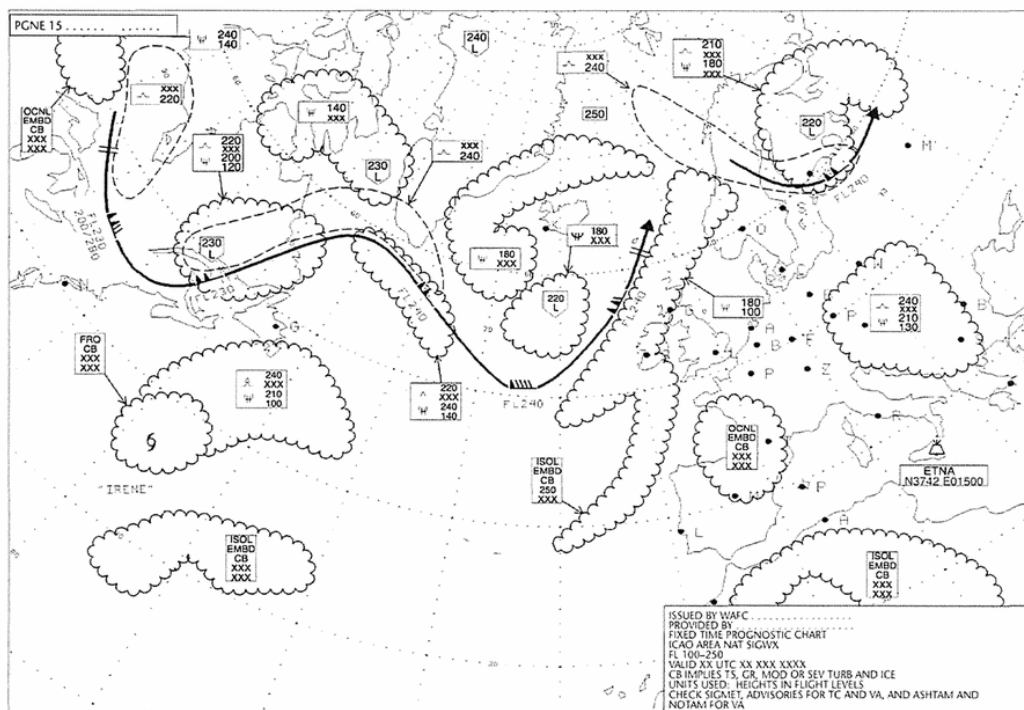 PGNE 15
240
140
240
L
XXX
240
210
XXX
180
XXX
XXX
220
140
XXX
250
220
L
OCNL
EMBD
CB
XXX
XXX
220
XXX
200
120
230
L
XXX
240
M
FL240
S
FL270
200/280
230
L
180
XXX
180
XXX
O
W
FL230
FL240
220
L
FL240
180
100
240
XXX
210
130
B
P
N
G
A
B
F
FRO
CB
XXX
XXX
240
XXX
210
100
220
XXX
240
140
FL240
P
Z
OCNL
EMBD
CB
XXX
XXX
R
"IRENE"
ISOL
EMBD
CB
250
XXX
ETNA
N3742 E01500
M
P
L
A
ISOL
EMBD
CB
XXX
XXX
ISOL
EMBD
CB
XXX
XXX
ISSUED BY WAFC
PROVIDED BY
FIXED TIME PROGNOSTIC CHART
ICAO AREA NAT SIGWX
FL 100–250
VALID XX UTC XX XXX XXXX
CB IMPLIES TS, GR, MOD OR SEV TURB AND ICE
UNITS USED: HEIGHTS IN FLIGHT LEVELS
CHECK SIGMET, ADVISORIES FOR TC AND VA, AND ASHTAM AND
NOTAM FOR VA